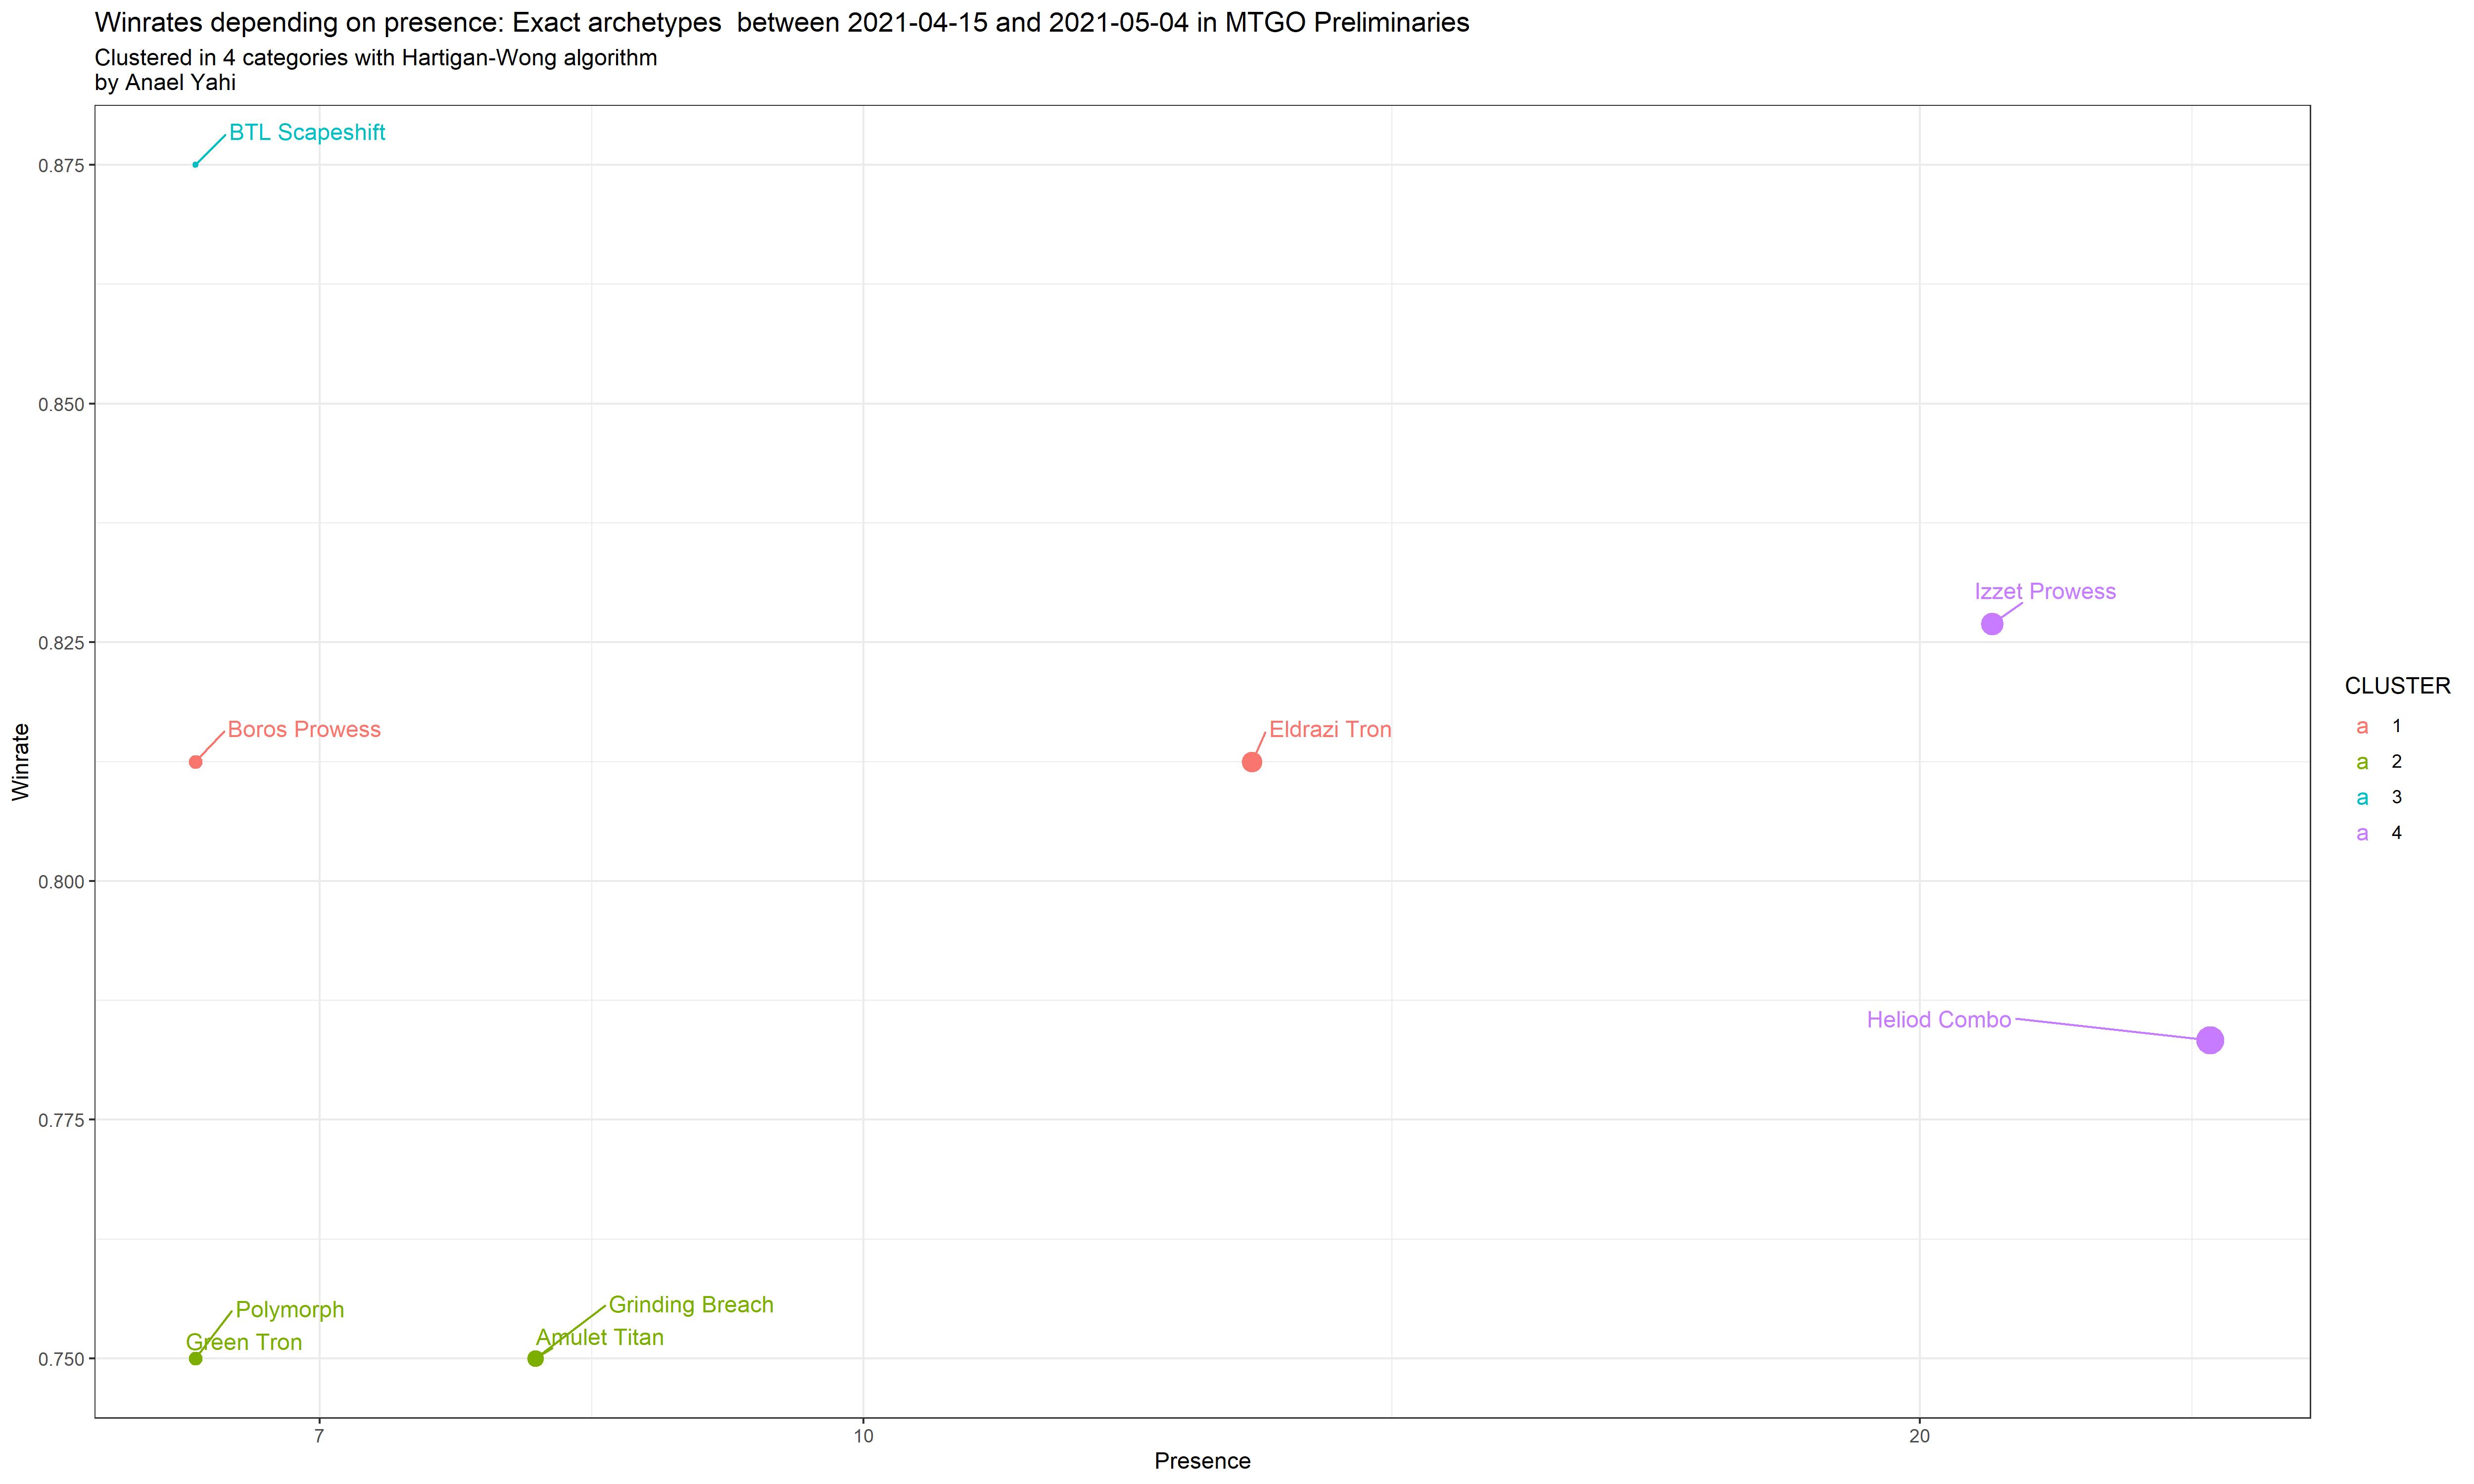 Winrates depending on presence: Exact archetypes  between 2021-04-15 and 2021-05-04 in MTGO Preliminaries
Clustered in 4 categories with Hartigan-Wong algorithm
by Anael Yahi
BTL Scapeshift
0.875
0.850
Izzet Prowess
0.825
Boros Prowess
Eldrazi Tron
Winrate
0.800
Heliod Combo
0.775
Polymorph
Grinding Breach
Green Tron
Amulet Titan
0.750
7
10
20
Presence
CLUSTER
a 1
a 2
a 3
a 4